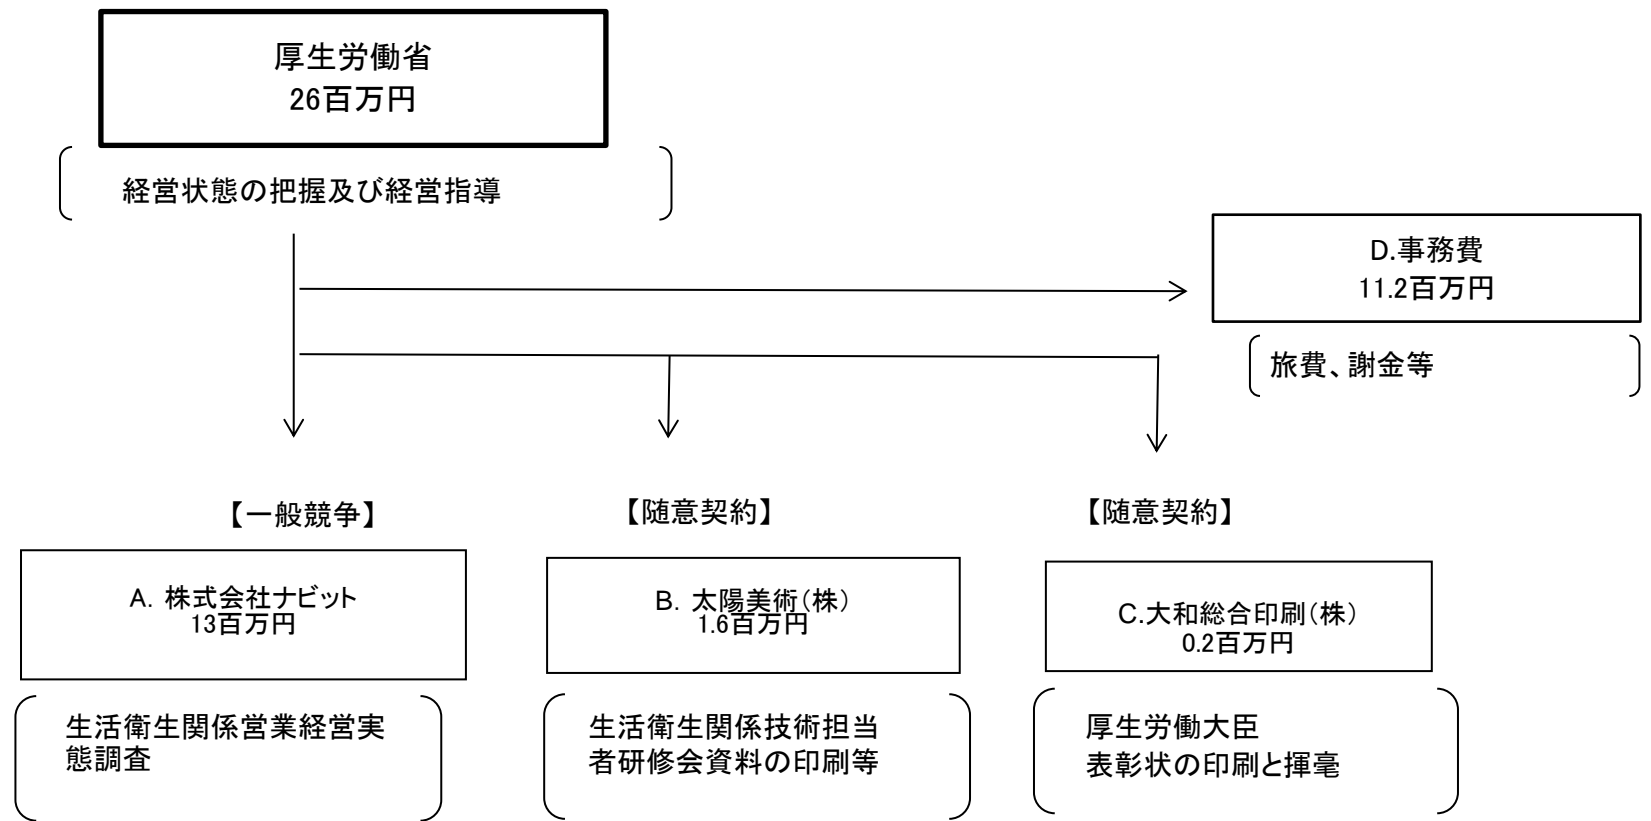 厚生労働省
26百万円
経営状態の把握及び経営指導
D.事務費
11.2百万円
旅費、謝金等
【一般競争】
【随意契約】
【随意契約】
A. 株式会社ナビット
13百万円
B. 太陽美術（株）
1.6百万円
C.大和総合印刷（株）
0.2百万円
生活衛生関係営業経営実
態調査
生活衛生関係技術担当
者研修会資料の印刷等
厚生労働大臣
表彰状の印刷と揮毫